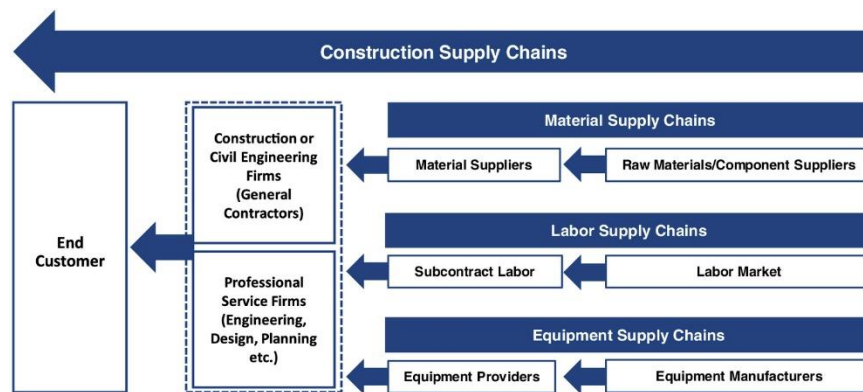 Construction Supply Chains
End
Customer
Construction or
Civil Engineering
Firms
(General
Contractors)
Professional
Service Firms
(Engineering,
Design, Planning
etc.)
Material Supply Chains
Material Suppliers
Raw Materials/Component Suppliers
Labor Supply Chains
Subcontract Labor
Labor Market
Equipment Supply Chains
Equipment Providers
Equipment Manufacturers